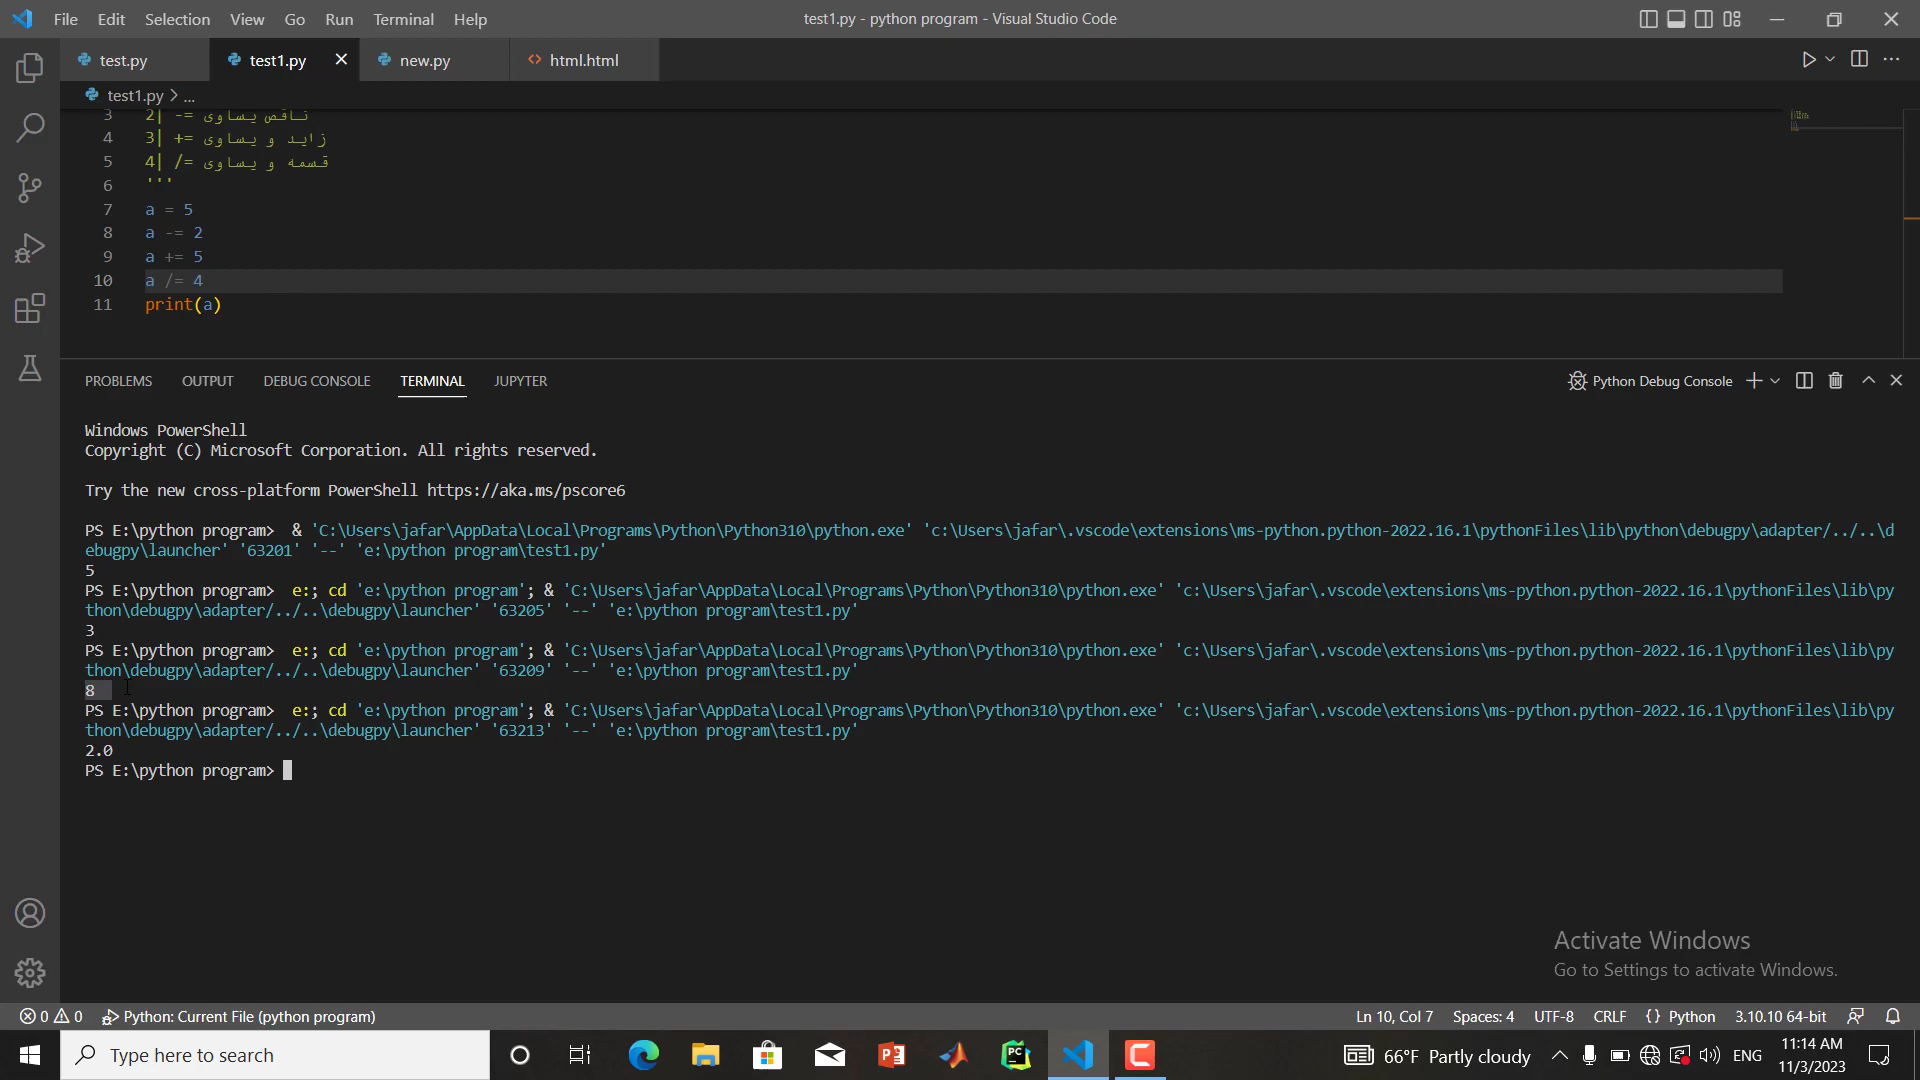 File Edit Selection View Go Run Terminal Help
test1.py - python program - Visual Studio Code
test.py
test1.py
new.py
html.html
test1.py > ...
3 2| -= ناقص يساوى
4 3| += زايد و يساوى
5 4| /= قسمه و يساوى
6 '''
7 a = 5
8 a -= 2
9 a += 5
10 a /= 4
11 print(a)
PROBLEMS OUTPUT DEBUG CONSOLE TERMINAL JUPYTER
Python Debug Console
Windows PowerShell
Copyright (C) Microsoft Corporation. All rights reserved.
Try the new cross-platform PowerShell https://aka.ms/pscore6
PS E:\python program>  & 'C:\Users\jafar\AppData\Local\Programs\Python\Python310\python.exe' 'c:\Users\jafar\.vscode\extensions\ms-python.python-2022.16.1\pythonFiles\lib\python\debugpy\adapter/../..\d
ebugpy\launcher' '63201' '--' 'e:\python program\test1.py'
5
PS E:\python program>  e:; cd 'e:\python program'; & 'C:\Users\jafar\AppData\Local\Programs\Python\Python310\python.exe' 'c:\Users\jafar\.vscode\extensions\ms-python.python-2022.16.1\pythonFiles\lib\py
thon\debugpy\adapter/../..\debugpy\launcher' '63205' '--' 'e:\python program\test1.py'
3
PS E:\python program>  e:; cd 'e:\python program'; & 'C:\Users\jafar\AppData\Local\Programs\Python\Python310\python.exe' 'c:\Users\jafar\.vscode\extensions\ms-python.python-2022.16.1\pythonFiles\lib\py
thon\debugpy\adapter/../..\debugpy\launcher' '63209' '--' 'e:\python program\test1.py'
8
PS E:\python program>  e:; cd 'e:\python program'; & 'C:\Users\jafar\AppData\Local\Programs\Python\Python310\python.exe' 'c:\Users\jafar\.vscode\extensions\ms-python.python-2022.16.1\pythonFiles\lib\py
thon\debugpy\adapter/../..\debugpy\launcher' '63213' '--' 'e:\python program\test1.py'
2.0
PS E:\python program>
Activate Windows
Go to Settings to activate Windows.
0 0 Python: Current File (python program)
Ln 10, Col 7 Spaces: 4 UTF-8 CRLF {} Python 3.10.10 64-bit
Type here to search
66°F Partly cloudy
ENG
11:14 AM
11/3/2023